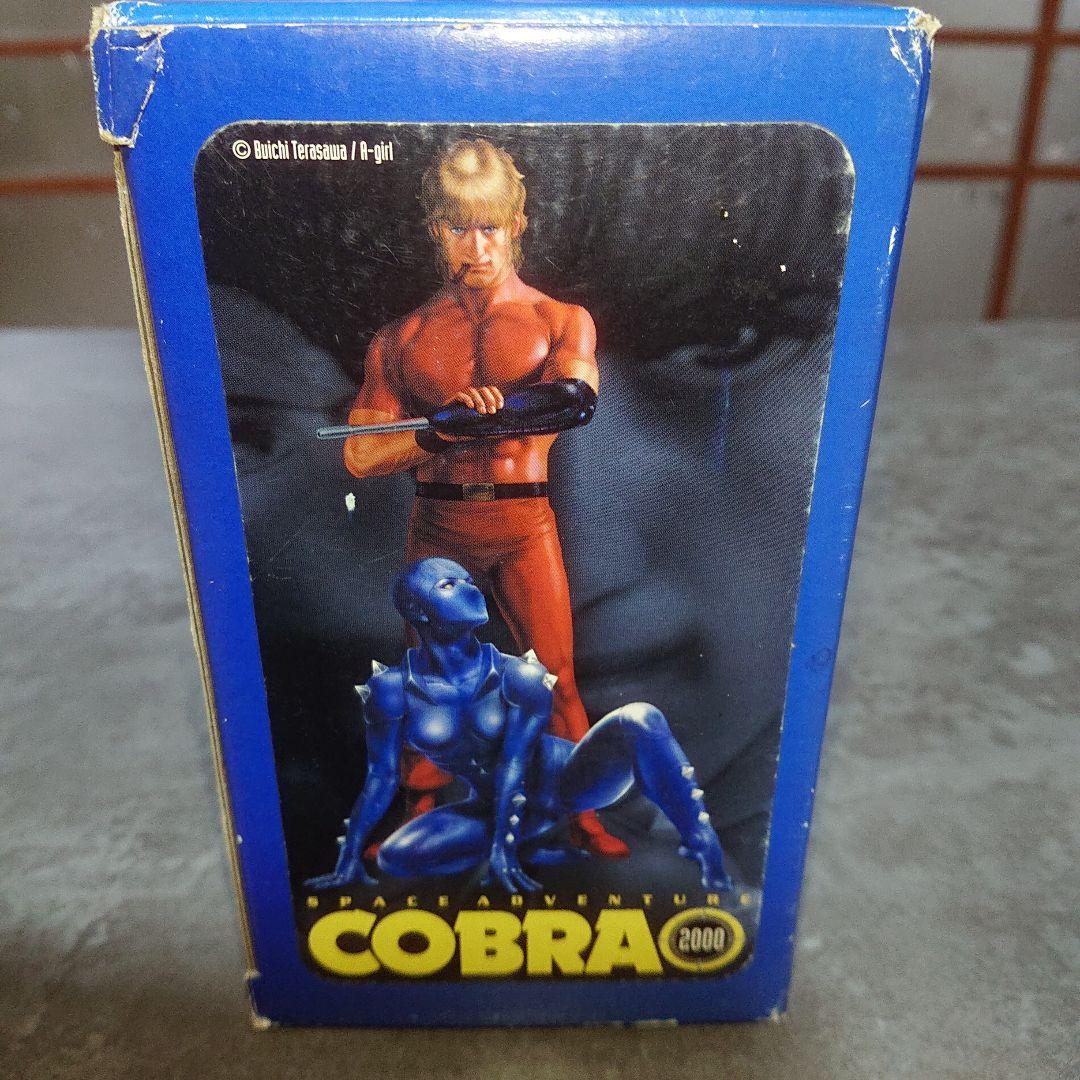 © Buichi Terasawa / A-girl
SPACE ADVENTURE
COBRA 2000